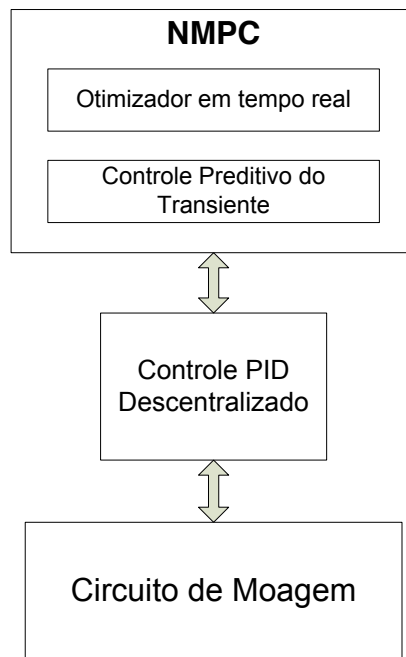 NMPC
Otimizador em tempo real
Controle Preditivo do
Transiente
Controle PID
Descentralizado
Circuito de Moagem